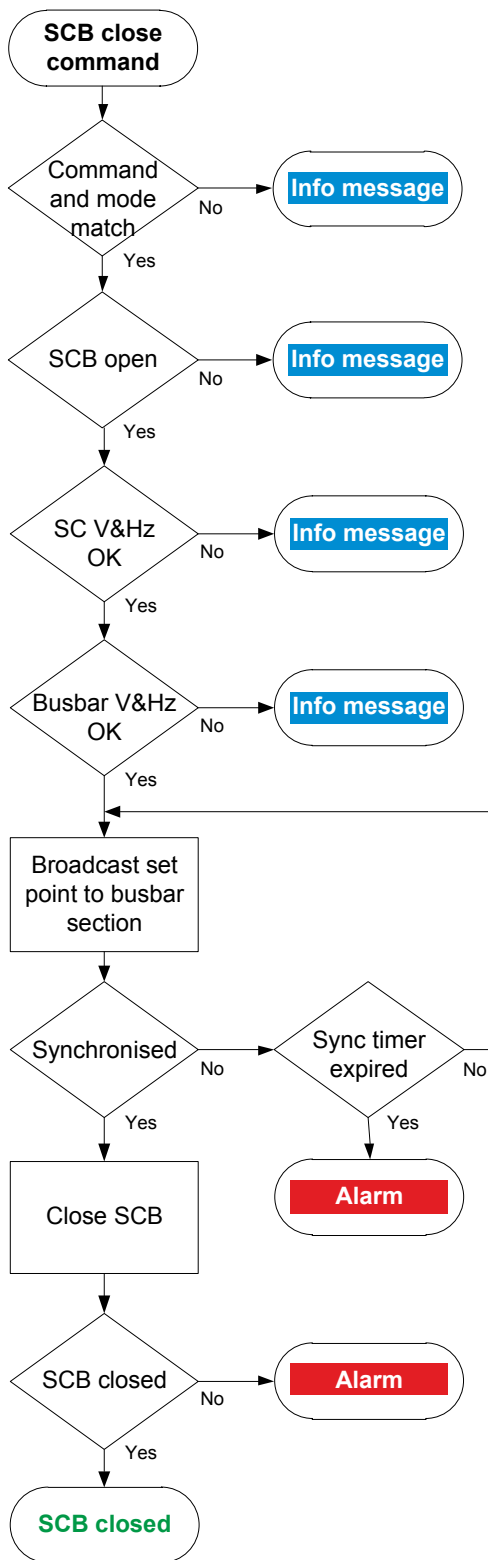 SCB close
command
Command
and mode
match
No
Info message
Yes
SCB open
No
Info message
Yes
SC V&Hz
OK
No
Info message
Yes
Busbar V&Hz
OK
No
Info message
Yes
Broadcast set
point to busbar
section
Synchronised
No
Sync timer
expired
No
Yes
Yes
Alarm
Close SCB
SCB closed
No
Alarm
Yes
SCB closed